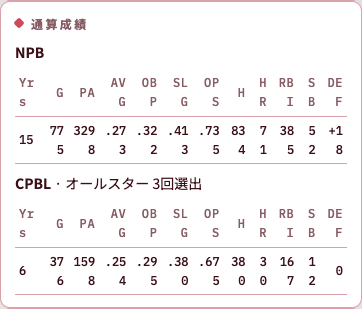 通算成績
NPB
Yrs G PA AVG OBP SLG OPS H HR RBI SB DEF
15 775 3298 .273 .322 .413 .735 834 71 385 52 +18
CPBL · オールスター 3回選出
Yrs G PA AVG OBP SLG OPS H HR RBI SB DEF
6 376 1598 .254 .295 .380 .675 380 30 167 12 0